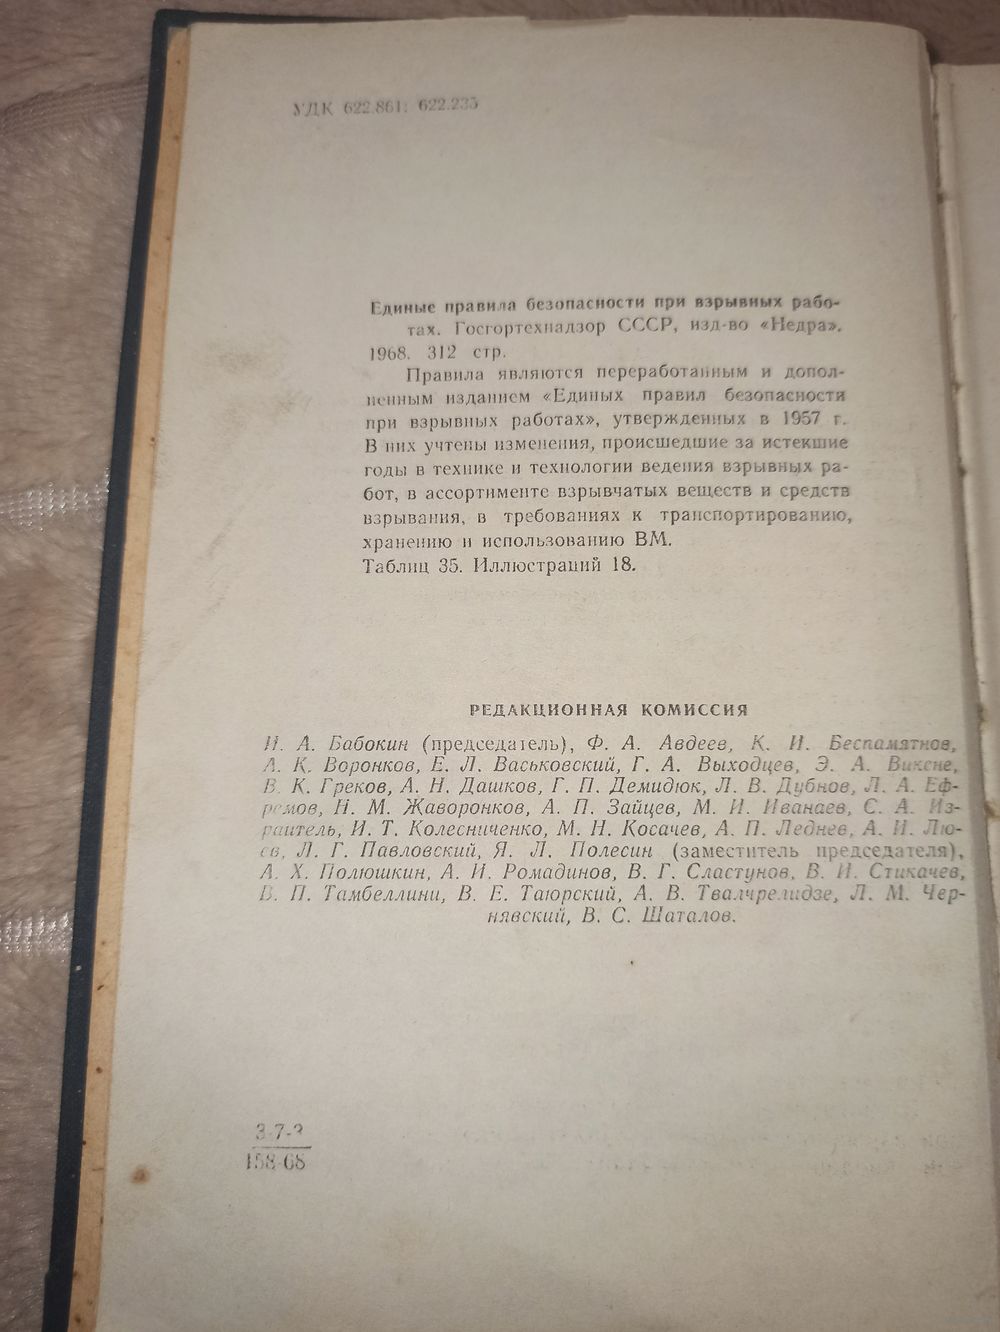 УДК 622.861: 622.235
Единые правила безопасности при взрывных рабо-
тах. Госгортехнадзор СССР, изд-во «Недра».
1968. 312 стр.
Правила являются переработанным и допол-
ненным изданием «Единых правил безопасности
при взрывных работах», утвержденных в 1957 г.
В них учтены изменения, происшедшие за истекшие
годы в технике и технологии ведения взрывных ра-
бот, в ассортименте взрывчатых веществ и средств
взрывания, в требованиях к транспортированию,
хранению и использованию ВМ.
Таблиц 35. Иллюстраций 18.
РЕДАКЦИОННАЯ КОМИССИЯ
И. А. Бабокин (председатель), Ф. А. Авдеев, К. И. Беспамятнов,
А. К. Воронков, Е. Л. Васьковский, Г. А. Выходцев, Э. А. Виксне,
В. К. Греков, А. Н. Дашков, Г. П. Демидюк, Л. В. Дубнов, Л. А. Еф-
ремов, Н. М. Жаворонков, А. П. Зайцев, М. И. Иванаев, С. А. Из-
раитель, И. Т. Колесниченко, М. Н. Косачев, А. П. Леднев, А. И. Лю-
Л. Г. Павловский, Я. Л. Полесин (заместитель председателя),
А. Х. Полюшкин, А. И. Ромадинов, В. Г. Сластунов, В. И. Стикачев,
В. П. Тамбеллини, В. Е. Таюрский, А. В. Твалчрелидзе, Л. М. Чер-
нявский, В. С. Шаталов.
3-7-3
158-68